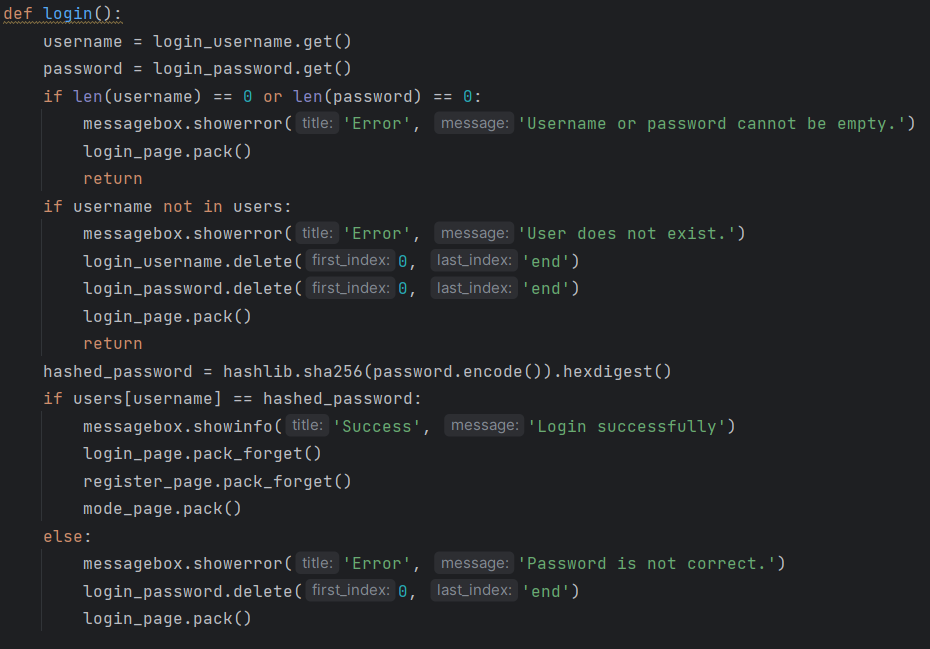 def login():
    username = login_username.get()
    password = login_password.get()
    if len(username) == 0 or len(password) == 0:
        messagebox.showerror( title: 'Error',  message: 'Username or password cannot be empty.')
        login_page.pack()
        return
    if username not in users:
        messagebox.showerror( title: 'Error',  message: 'User does not exist.')
        login_username.delete( first_index: 0,  last_index: 'end')
        login_password.delete( first_index: 0,  last_index: 'end')
        login_page.pack()
        return
    hashed_password = hashlib.sha256(password.encode()).hexdigest()
    if users[username] == hashed_password:
        messagebox.showinfo( title: 'Success',  message: 'Login successfully')
        login_page.pack_forget()
        register_page.pack_forget()
        mode_page.pack()
    else:
        messagebox.showerror( title: 'Error',  message: 'Password is not correct.')
        login_password.delete( first_index: 0,  last_index: 'end')
        login_page.pack()